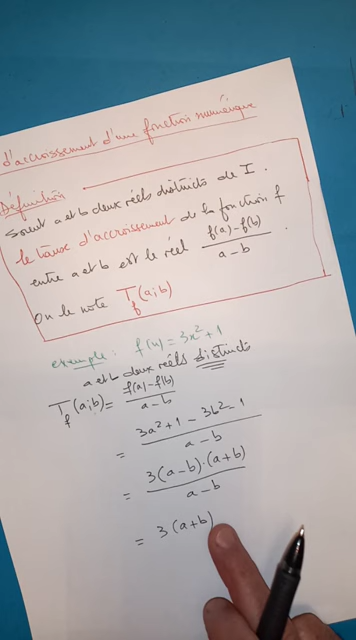 d'accroissement d'une fonction numérique
Définition
Soient a et b deux réels distincts de I.
le taux d'accroissement de la fonction f
entre a et b est le réel f(a)-f(b)/a-b.
On le note T_f(a;b)
exemple: f(x)=3x²+1
a et b deux réels distincts
T_f(a;b)= f(a)-f(b)/a-b
= 3a²+1-3b²-1/a-b
= 3(a-b)·(a+b)/a-b
= 3(a+b)